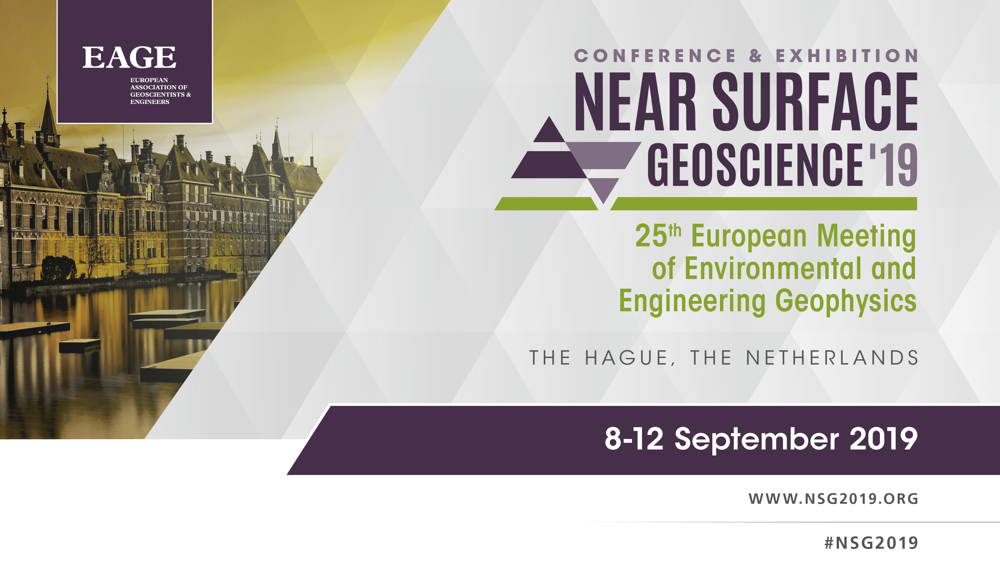 EAGE
EUROPEAN
ASSOCIATION OF
GEOSCIENTISTS &
ENGINEERS
CONFERENCE & EXHIBITION
NEAR SURFACE
GEOSCIENCE '19
25th European Meeting
of Environmental and
Engineering Geophysics
THE HAGUE, THE NETHERLANDS
8-12 September 2019
WWW.NSG2019.ORG
#NSG2019